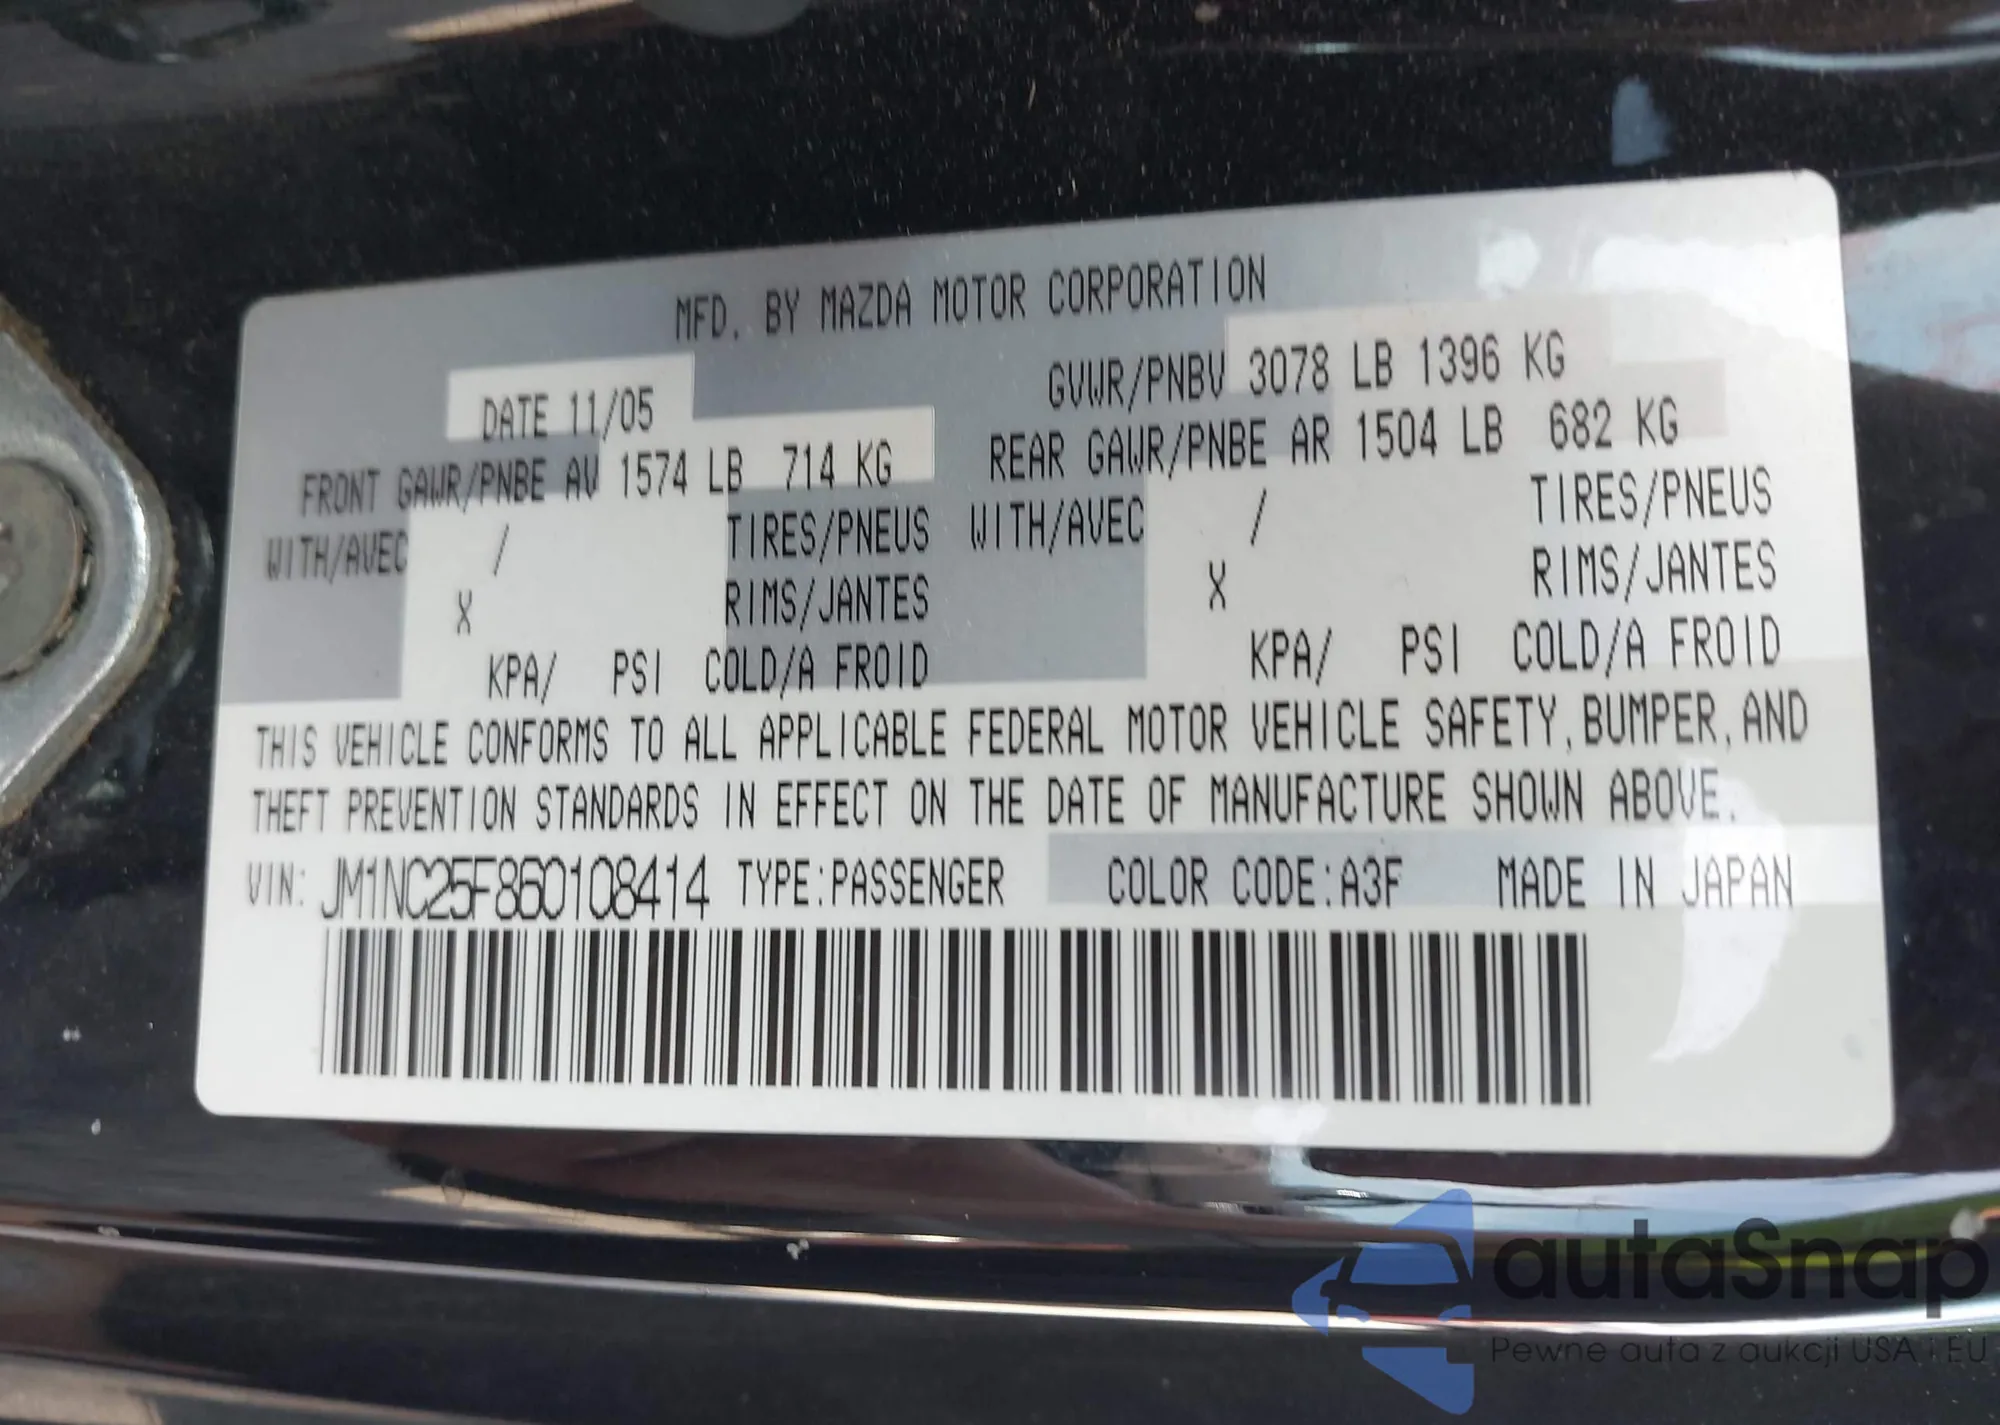 MFD. BY MAZDA MOTOR CORPORATION
DATE 11/05 GVWR/PNBV 3078 LB 1396 KG
FRONT GAWR/PNBE AV 1574 LB 714 KG REAR GAWR/PNBE AR 1504 LB 682 KG
WITH/AVEC / TIRES/PNEUS WITH/AVEC / TIRES/PNEUS
X RIMS/JANTES X RIMS/JANTES
KPA/ PSI COLD/A FROID KPA/ PSI COLD/A FROID
THIS VEHICLE CONFORMS TO ALL APPLICABLE FEDERAL MOTOR VEHICLE SAFETY, BUMPER, AND
THEFT PREVENTION STANDARDS IN EFFECT ON THE DATE OF MANUFACTURE SHOWN ABOVE.
VIN: JM1NC25F860108414 TYPE:PASSENGER COLOR CODE:A3F MADE IN JAPAN
autaSnap
Pewne auta z aukcji USA i EU